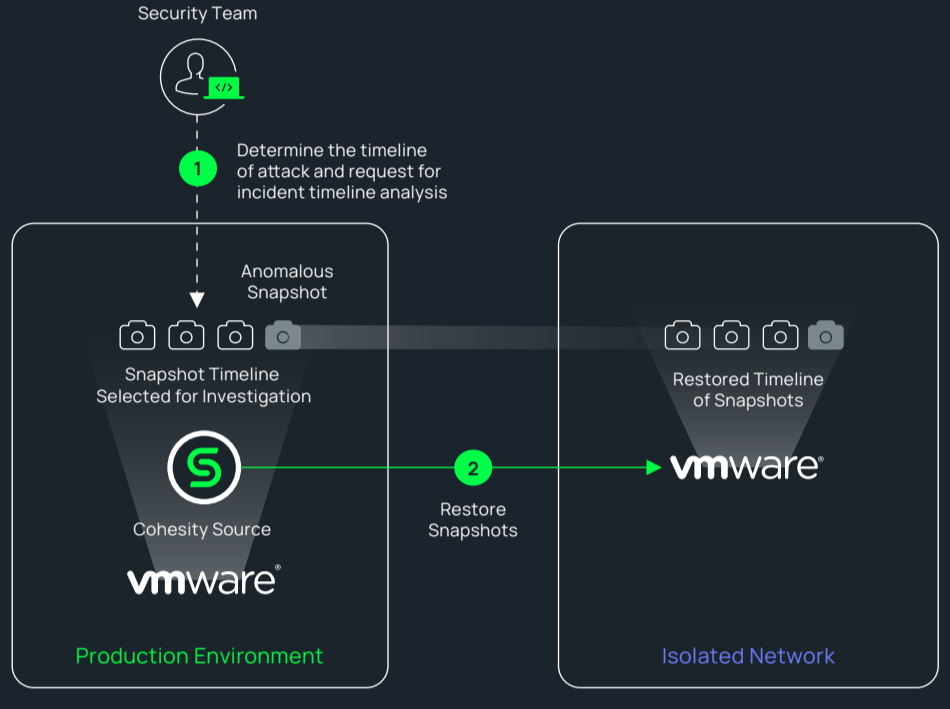 Security Team
</>
1
Determine the timeline
of attack and request for
incident timeline analysis
Anomalous
Snapshot
Snapshot Timeline
Selected for Investigation
Restored Timeline
of Snapshots
S
2
vmware®
Restore
Snapshots
Cohesity Source
vmware®
Production Environment
Isolated Network